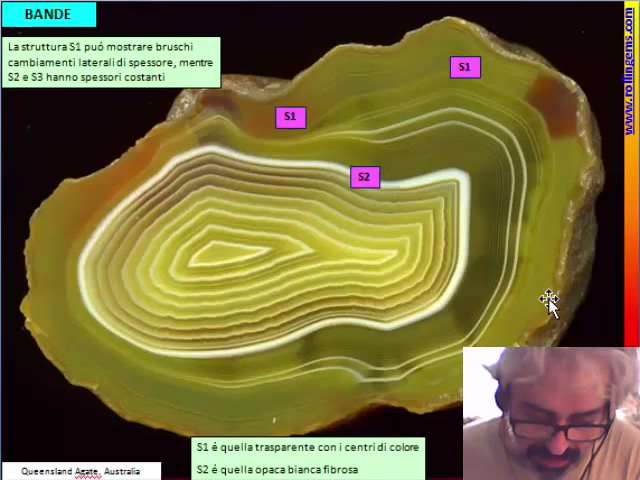 BANDE
La struttura S1 puó mostrare bruschi
cambiamenti laterali di spessore, mentre
S2 e S3 hanno spessori costanti
S1
S1
S2
www.rollingems.com
S1 é quella trasparente con i centri di colore
S2 é quella opaca bianca fibrosa
Queensland Agate, Australia